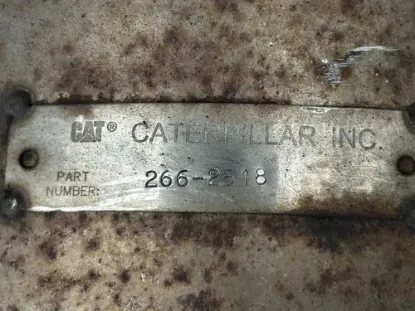 CAT® CATERPILLAR INC.
PART NUMBER: 266-2518